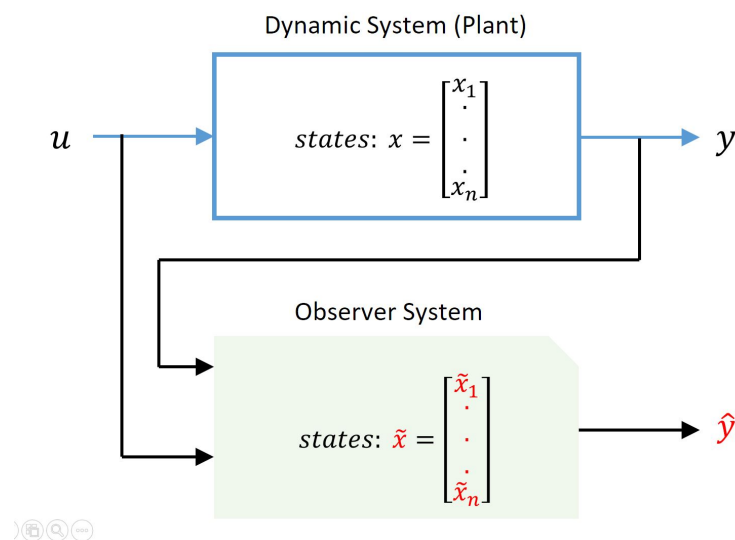 Dynamic System (Plant)
u
states: x = [x₁ . . . xₙ]
y
Observer System
states: x̃ = [x̃₁ . . . x̃ₙ]
ŷ